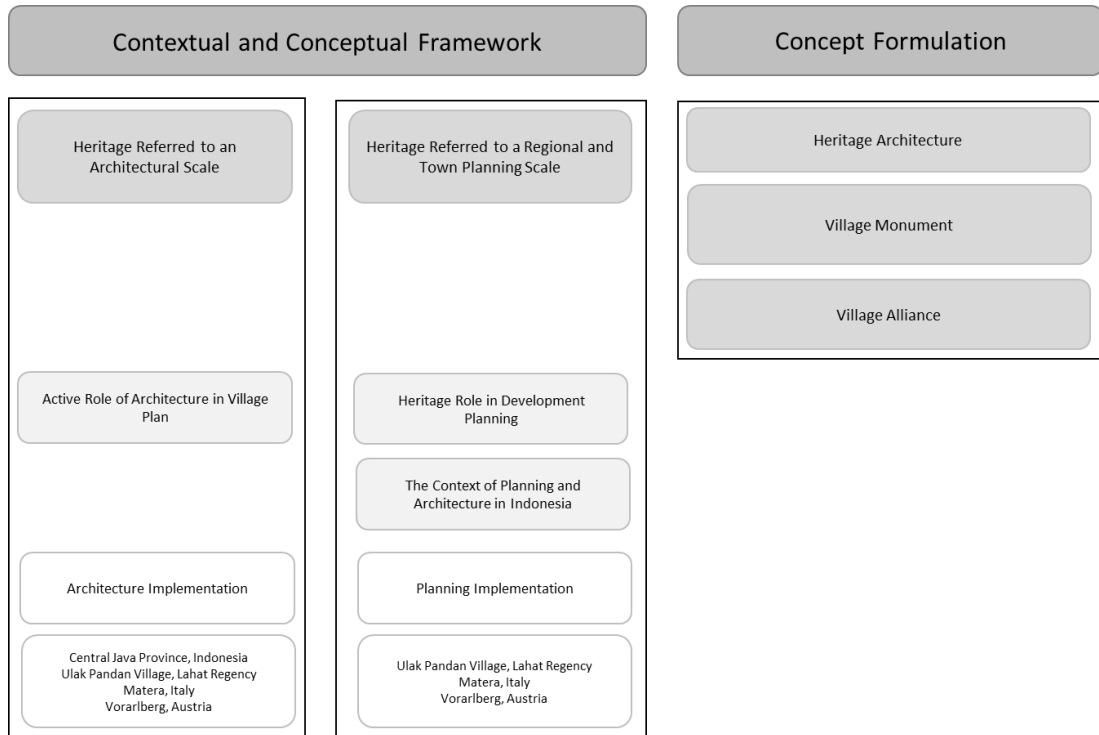 Contextual and Conceptual Framework
Heritage Referred to an
Architectural Scale
Active Role of Architecture in Village
Plan
Architecture Implementation
Central Java Province, Indonesia
Ulak Pandan Village, Lahat Regency
Matera, Italy
Vorarlberg, Austria
Heritage Referred to a Regional and
Town Planning Scale
Heritage Role in Development
Planning
The Context of Planning and
Architecture in Indonesia
Planning Implementation
Ulak Pandan Village, Lahat Regency
Matera, Italy
Vorarlberg, Austria
Concept Formulation
Heritage Architecture
Village Monument
Village Alliance